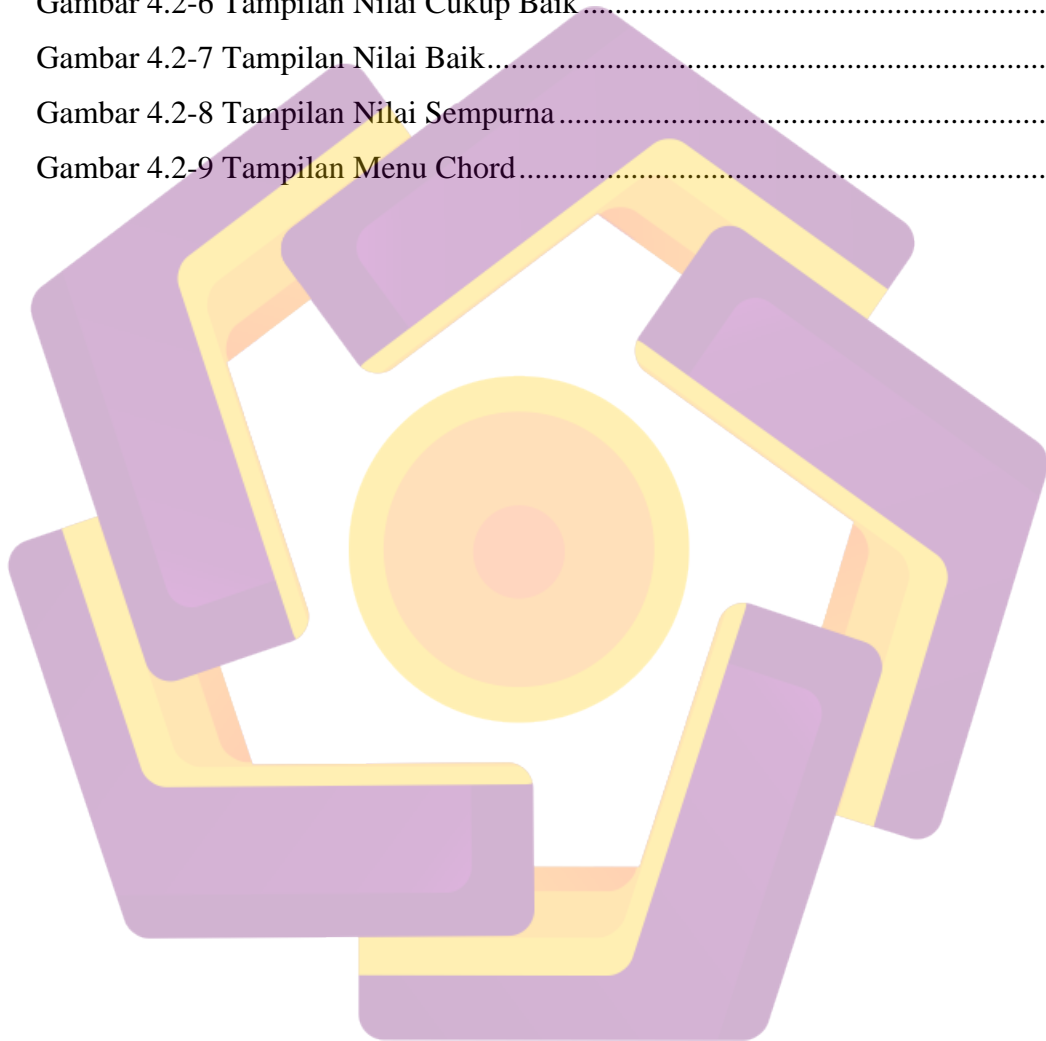 Gambar 4.2-6 Tampilan Nilai Cukup Baik....................................................
Gambar 4.2-7 Tampilan Nilai Baik................................................................
Gambar 4.2-8 Tampilan Nilai Sempurna.......................................................
Gambar 4.2-9 Tampilan Menu Chord............................................................